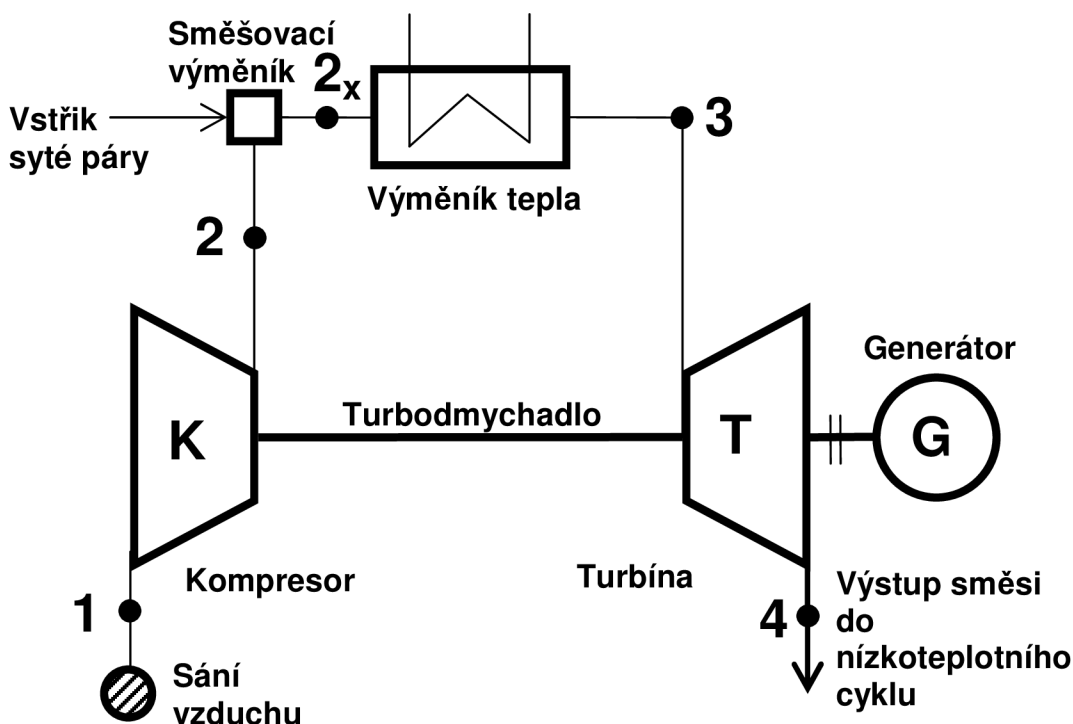 Směšovací
výměník
2x
Vstřik
syté páry
3
Výměník tepla
2
Generátor
Turbodmychadlo
K
T
G
Kompresor
Turbína
1
4
Výstup směsi
do
nízkoteplotního
cyklu
Sání
vzduchu